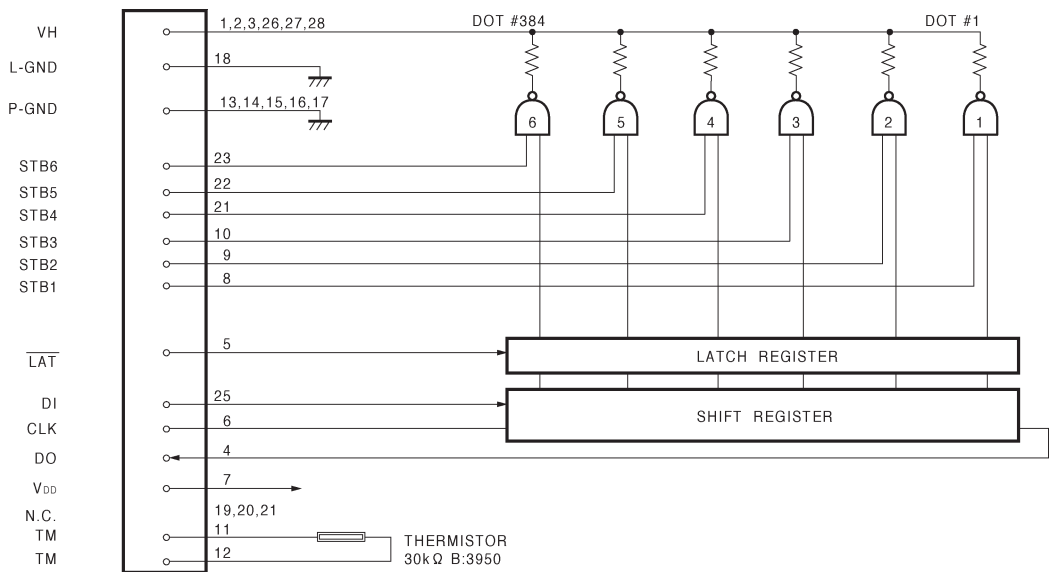 VH 1,2,3,26,27,28 DOT #384 DOT #1
L-GND 18
P-GND 13,14,15,16,17
6 5 4 3 2 1
STB6 23
STB5 22
STB4 21
STB3 10
STB2 9
STB1 8
LAT 5 LATCH REGISTER
DI 25 SHIFT REGISTER
CLK 6
DO 4
VDD 7
N.C. 19,20,21
TM 11 THERMISTOR
TM 12 30kΩ B:3950